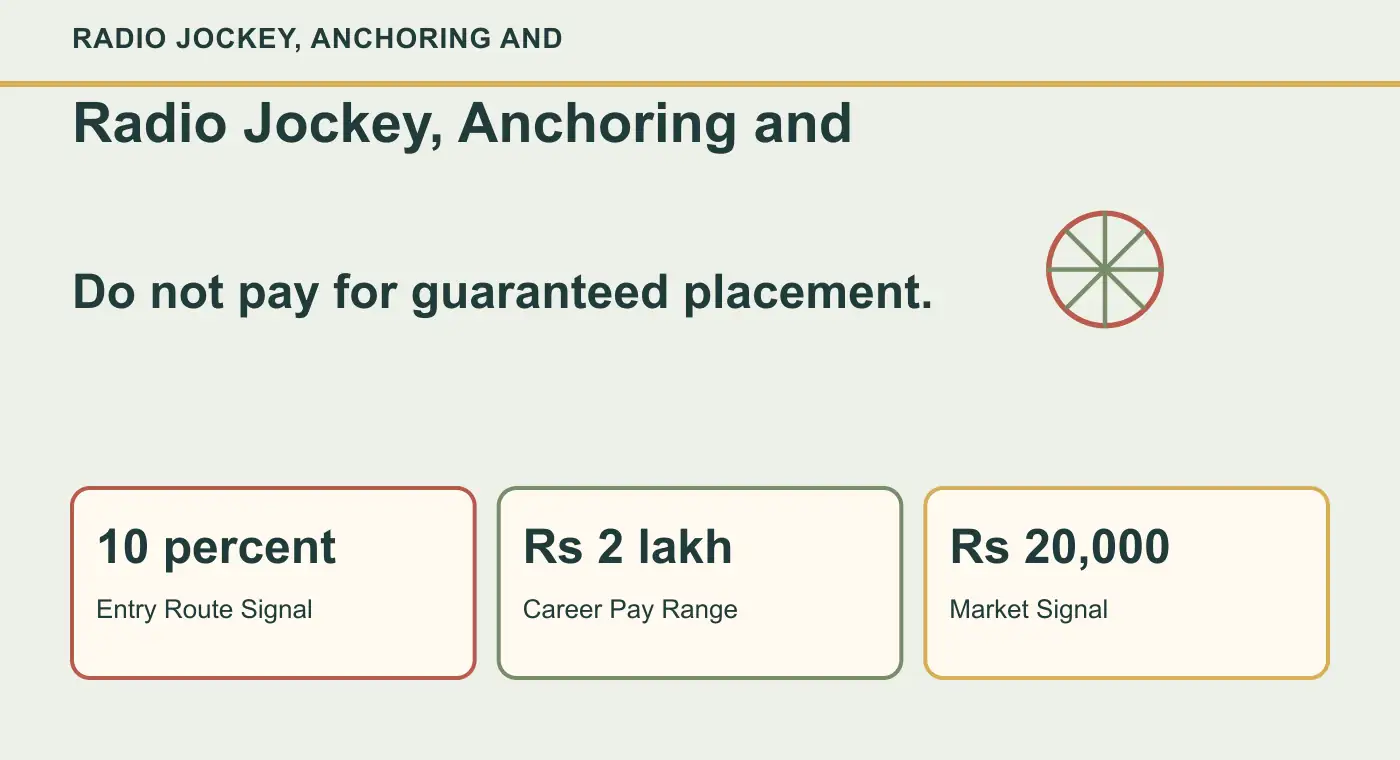 RADIO JOCKEY, ANCHORING AND
Radio Jockey, Anchoring and
Do not pay for guaranteed placement.
10 percent
Entry Route Signal
Rs 2 lakh
Career Pay Range
Rs 20,000
Market Signal